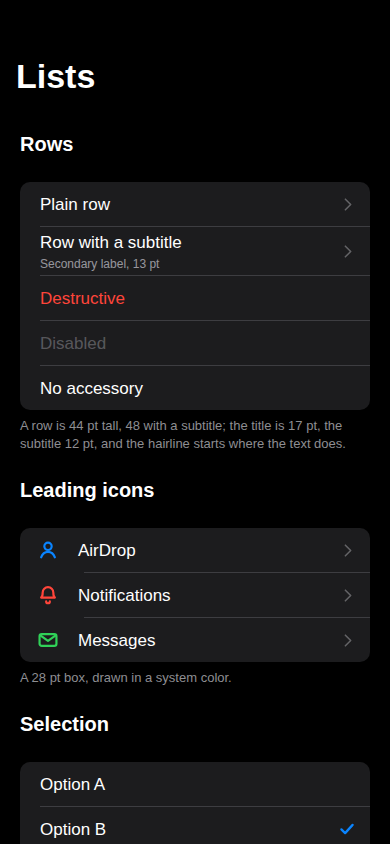 Lists
Rows
Plain row
Row with a subtitle
Secondary label, 13 pt
Destructive
Disabled
No accessory
A row is 44 pt tall, 48 with a subtitle; the title is 17 pt, the
subtitle 12 pt, and the hairline starts where the text does.
Leading icons
AirDrop
Notifications
Messages
A 28 pt box, drawn in a system color.
Selection
Option A
Option B